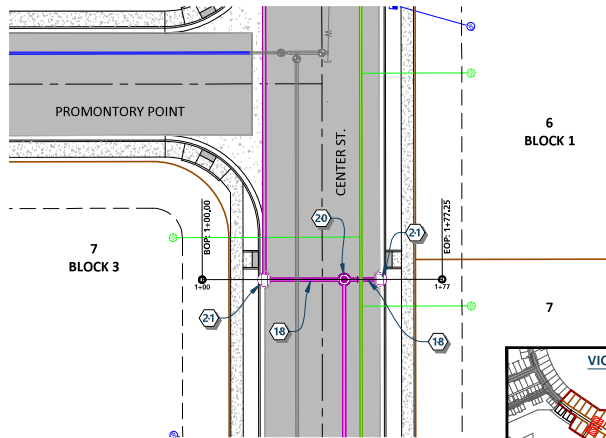 PROMONTORY POINT
CENTER ST.
6
BLOCK 1
BOP: 1+00.00
EOP: 1+77.25
20
21
7
BLOCK 3
1+00
1+77
21
18
18
7
VIC